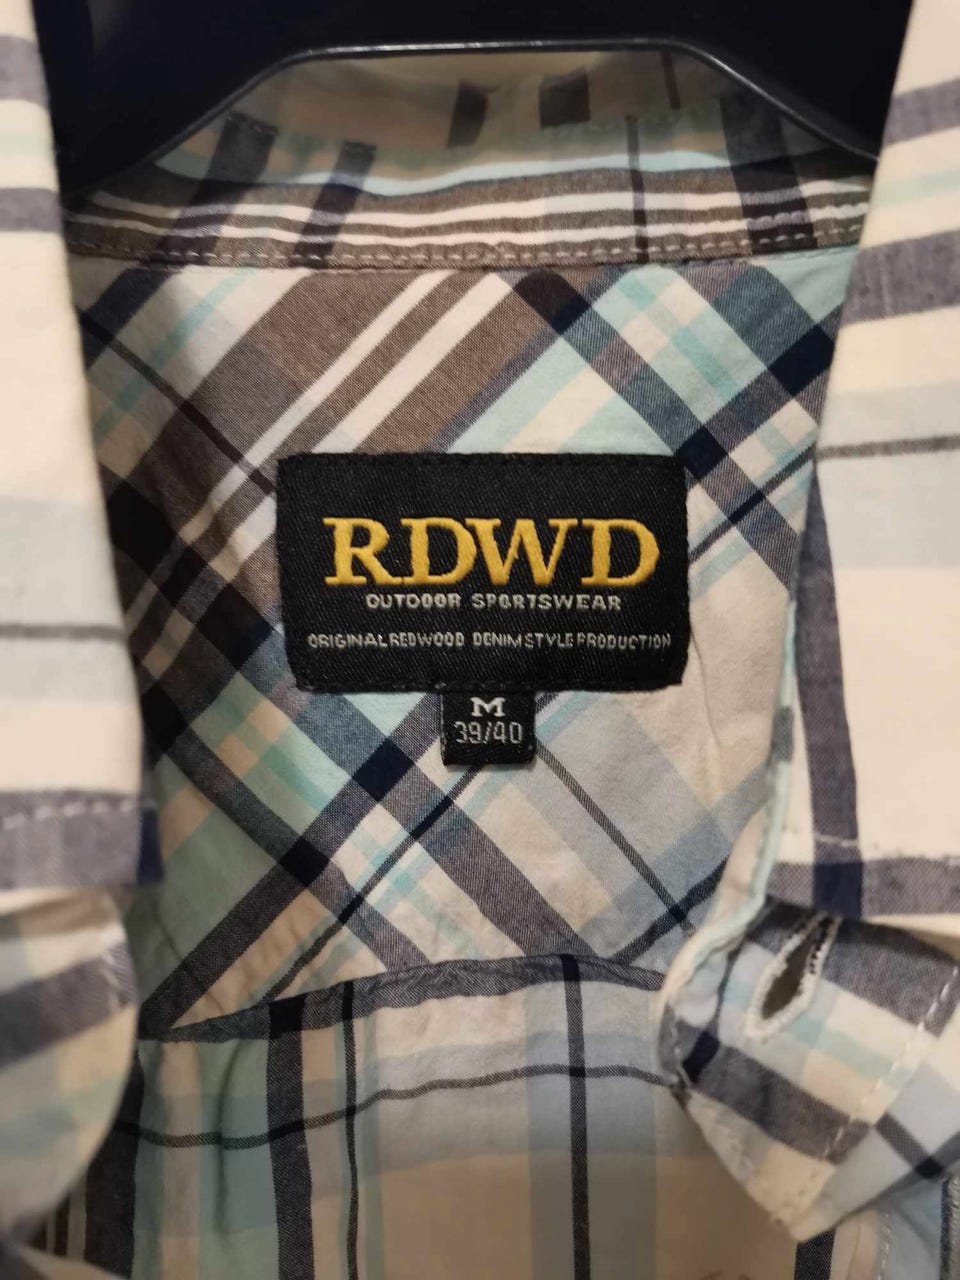 RDWD
OUTDOOR SPORTSWEAR
ORIGINAL REDWOOD DENIM STYLE PRODUCTION
M
39/40